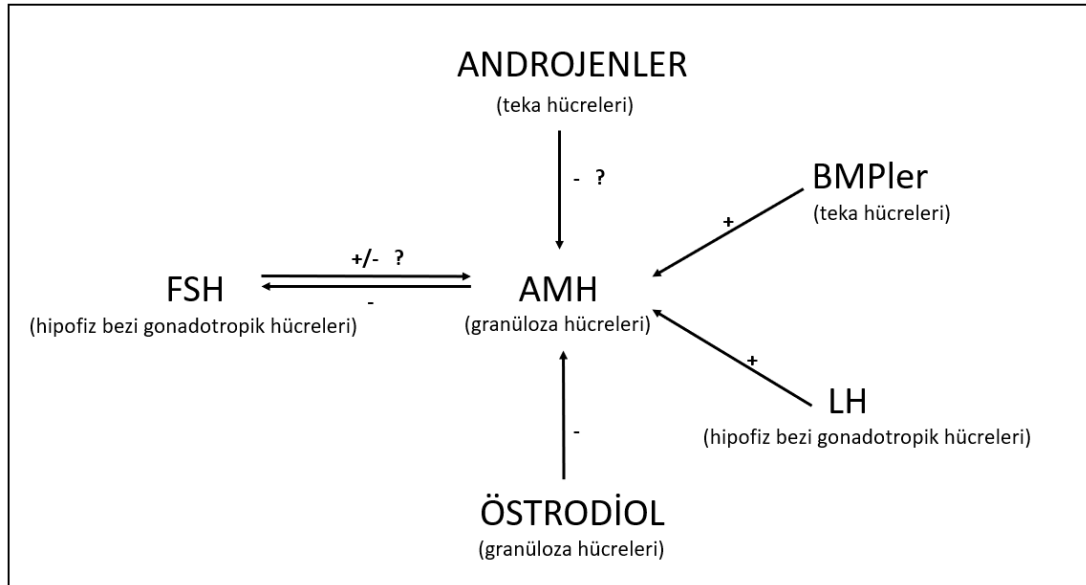 ANDROJENLER
(teka hücreleri)
- ?
BMPler
(teka hücreleri)
+
+/- ?
-
FSH
(hipofiz bezi gonadotropik hücreleri)
AMH
(granüloza hücreleri)
+
LH
(hipofiz bezi gonadotropik hücreleri)
-
ÖSTRODİOL
(granüloza hücreleri)